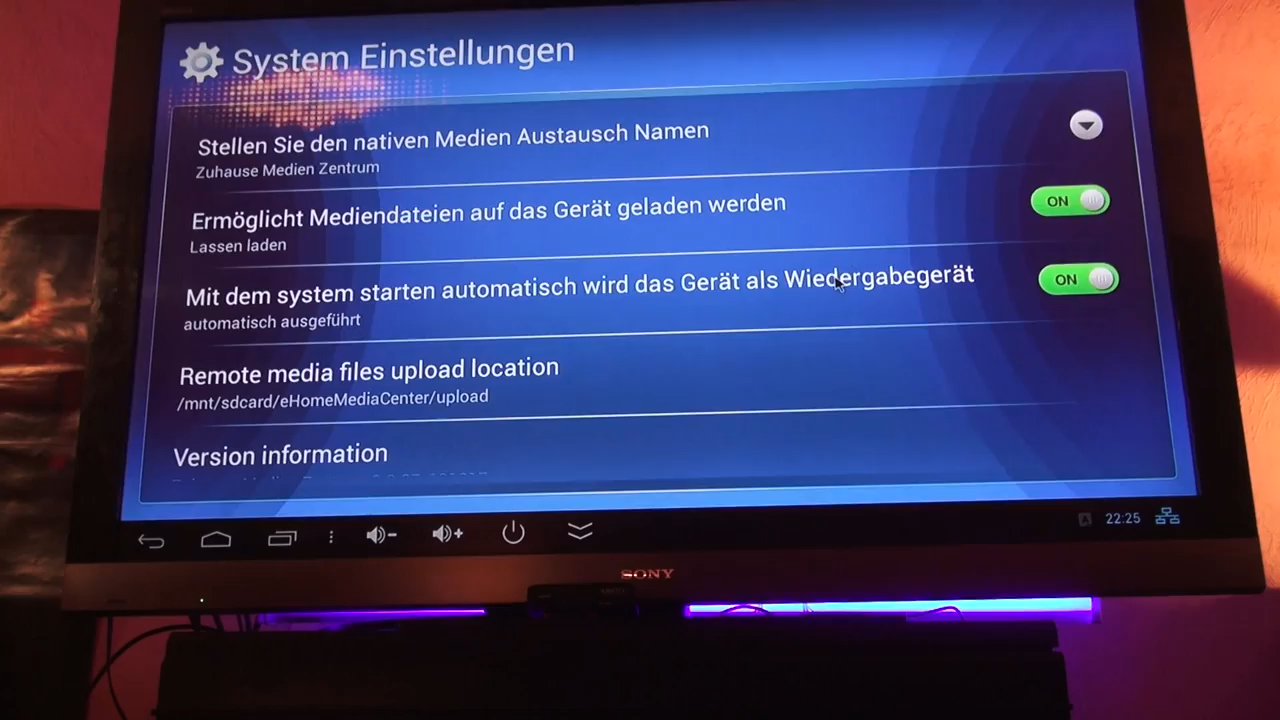 System Einstellungen
Stellen Sie den nativen Medien Austausch Namen
Zuhause Medien Zentrum
Ermöglicht Mediendateien auf das Gerät geladen werden
ON
Lassen laden
Mit dem system starten automatisch wird das Gerät als Wiedergabegerät
ON
automatisch ausgeführt
Remote media files upload location
/mnt/sdcard/eHomeMediaCenter/upload
Version information
A 22:25
SONY